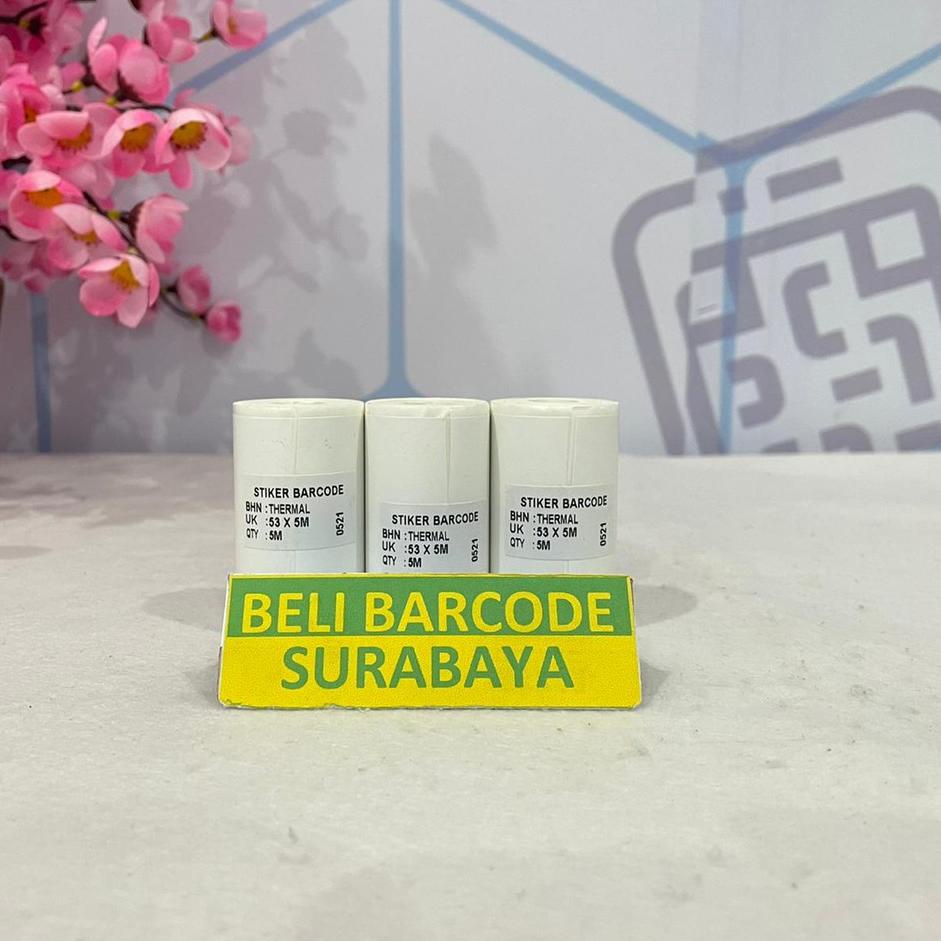 STIKER BARCODE
BHN : THERMAL
UK : 53 X 5M
QTY : 5M
0521
STIKER BARCODE
BHN : THERMAL
UK : 53 X 5M
QTY : 5M
0521
STIKER BARCODE
BHN : THERMAL
UK : 53 X 5M
QTY : 5M
0521
BELI BARCODE
SURABAYA